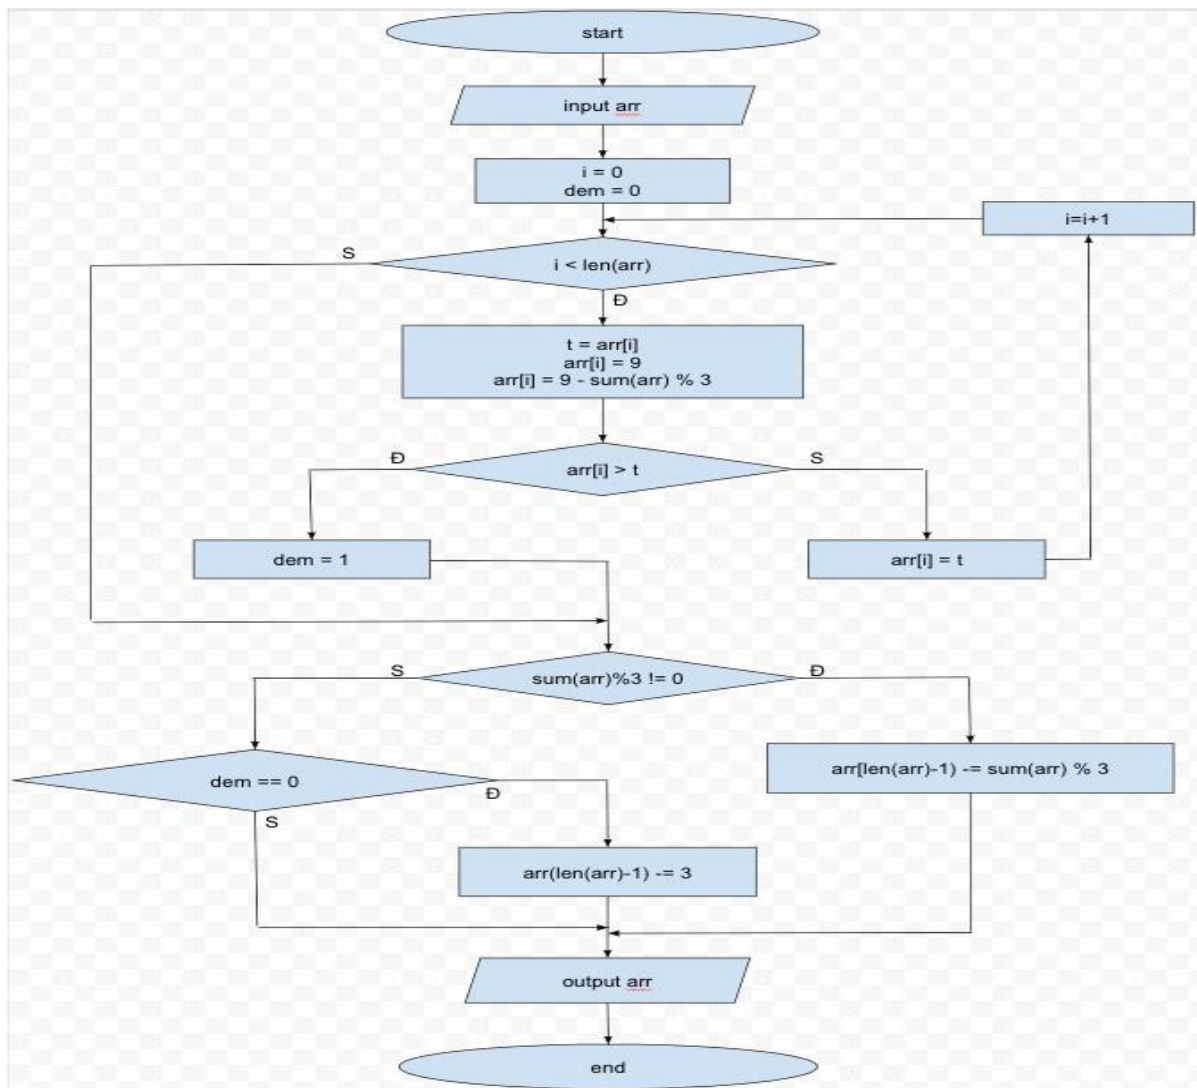 start
input arr
i = 0
dem = 0
i=i+1
S
i < len(arr)
Đ
t = arr[i]
arr[i] = 9
arr[i] = 9 - sum(arr) % 3
Đ
arr[i] > t
S
dem = 1
arr[i] = t
S
sum(arr)%3 != 0
Đ
arr[len(arr)-1) -= sum(arr) % 3
dem == 0
Đ
S
arr(len(arr)-1) -= 3
output arr
end